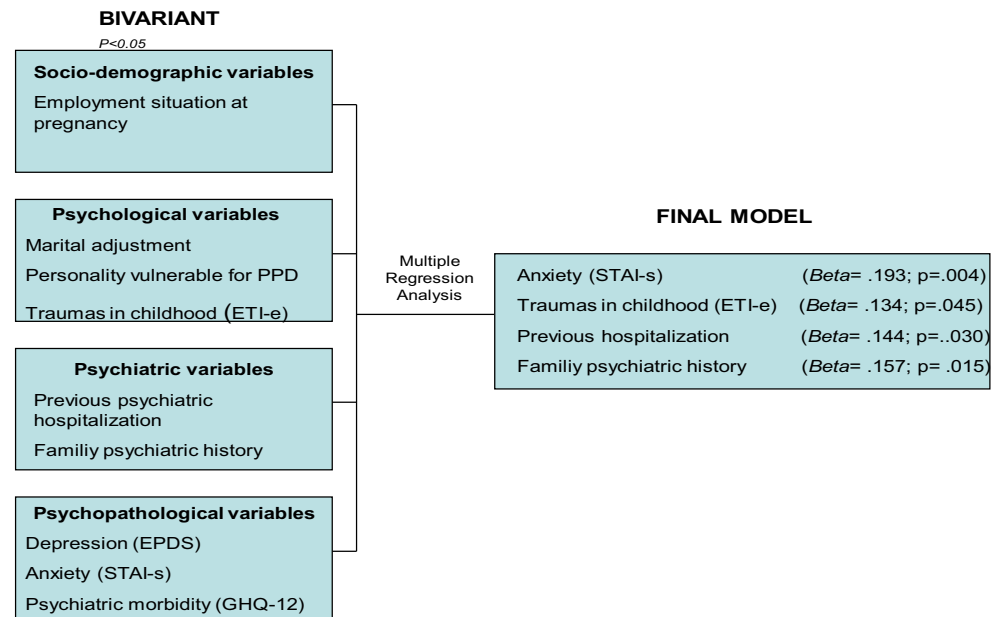 BIVARIANT
P<0.05
Socio-demographic variables
Employment situation at
pregnancy
Psychological variables
Marital adjustment
Personality vulnerable for PPD
Traumas in childhood (ETI-e)
Psychiatric variables
Previous psychiatric
hospitalization
Familiy psychiatric history
Psychopathological variables
Depression (EPDS)
Anxiety (STAI-s)
Psychiatric morbidity (GHQ-12)
Multiple
Regression
Analysis
FINAL MODEL
Anxiety (STAI-s) (Beta= .193; p=.004)
Traumas in childhood (ETI-e) (Beta= .134; p=.045)
Previous hospitalization (Beta= .144; p=..030)
Familiy psychiatric history (Beta= .157; p= .015)